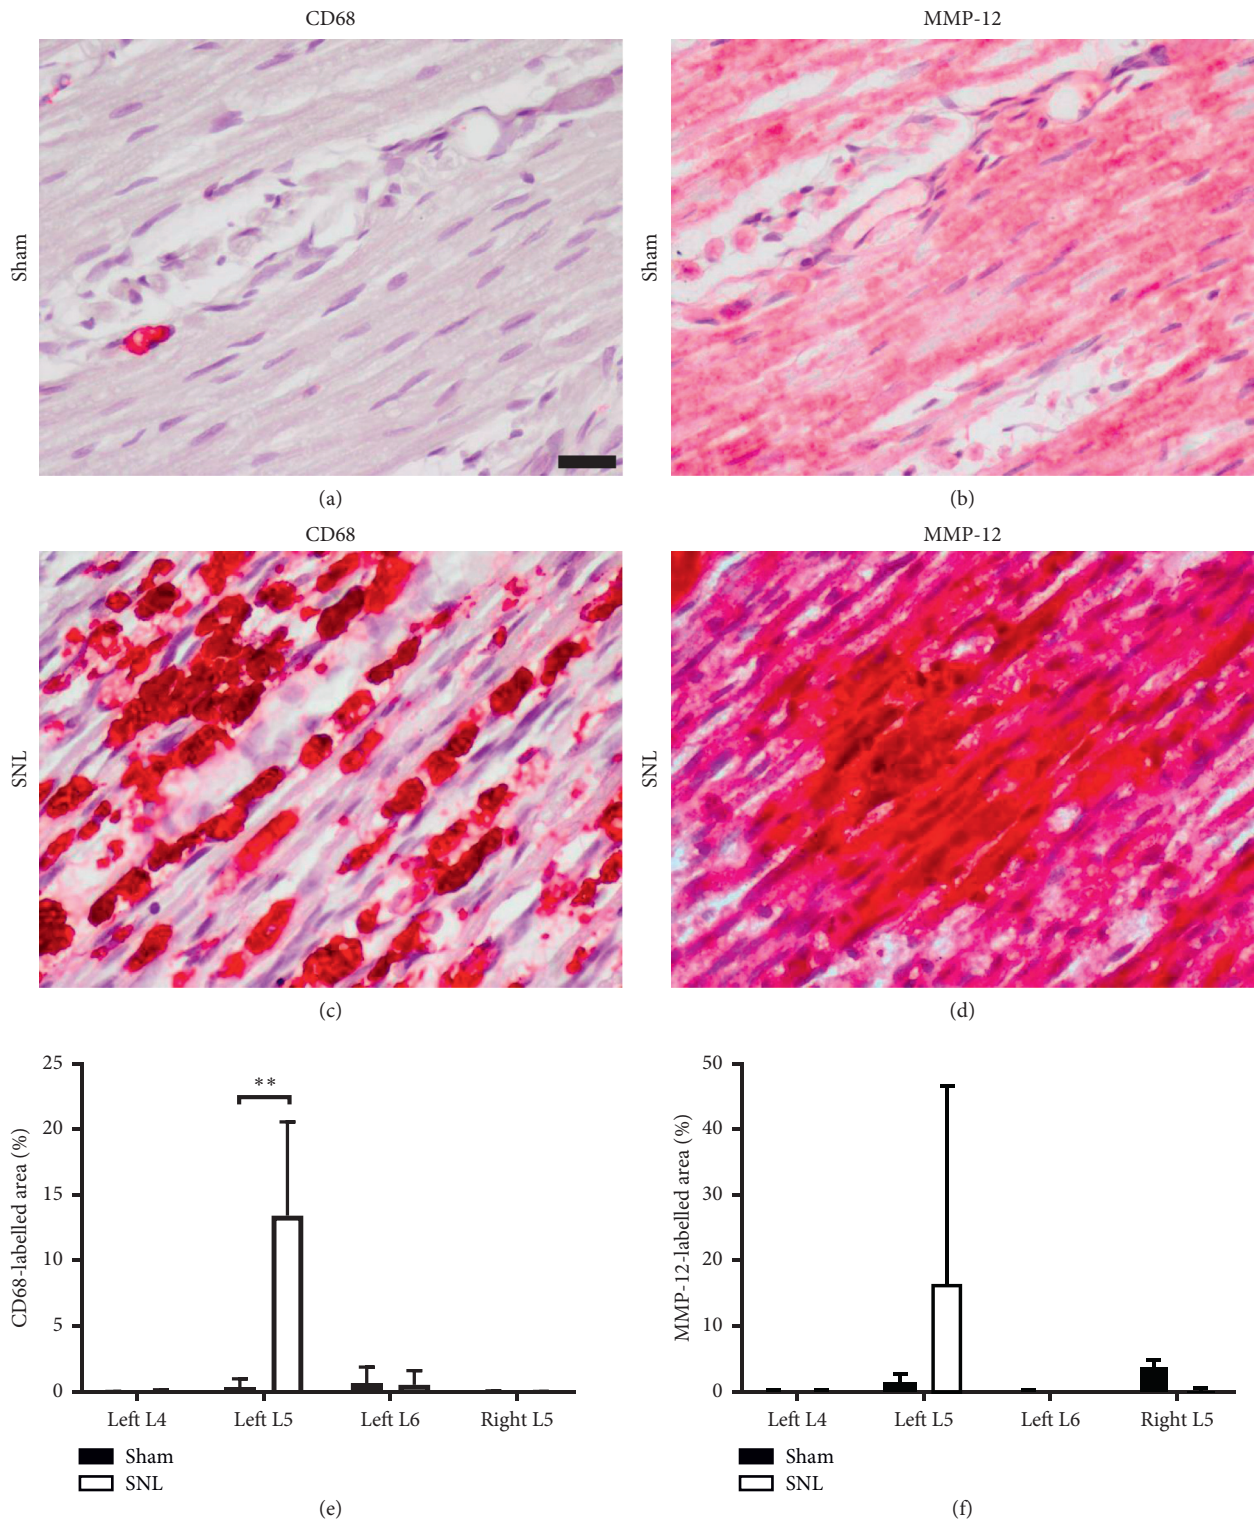 CD68
MMP-12
Sham
Sham
(a)
(b)
CD68
MMP-12
SNL
SNL
(c)
(d)
CD68-labelled area (%)
25
20
15
10
5
0
**
Left L4
Left L5
Left L6
Right L5
Sham
SNL
(e)
MMP-12-labelled area (%)
50
40
30
20
10
0
Left L4
Left L5
Left L6
Right L5
Sham
SNL
(f)